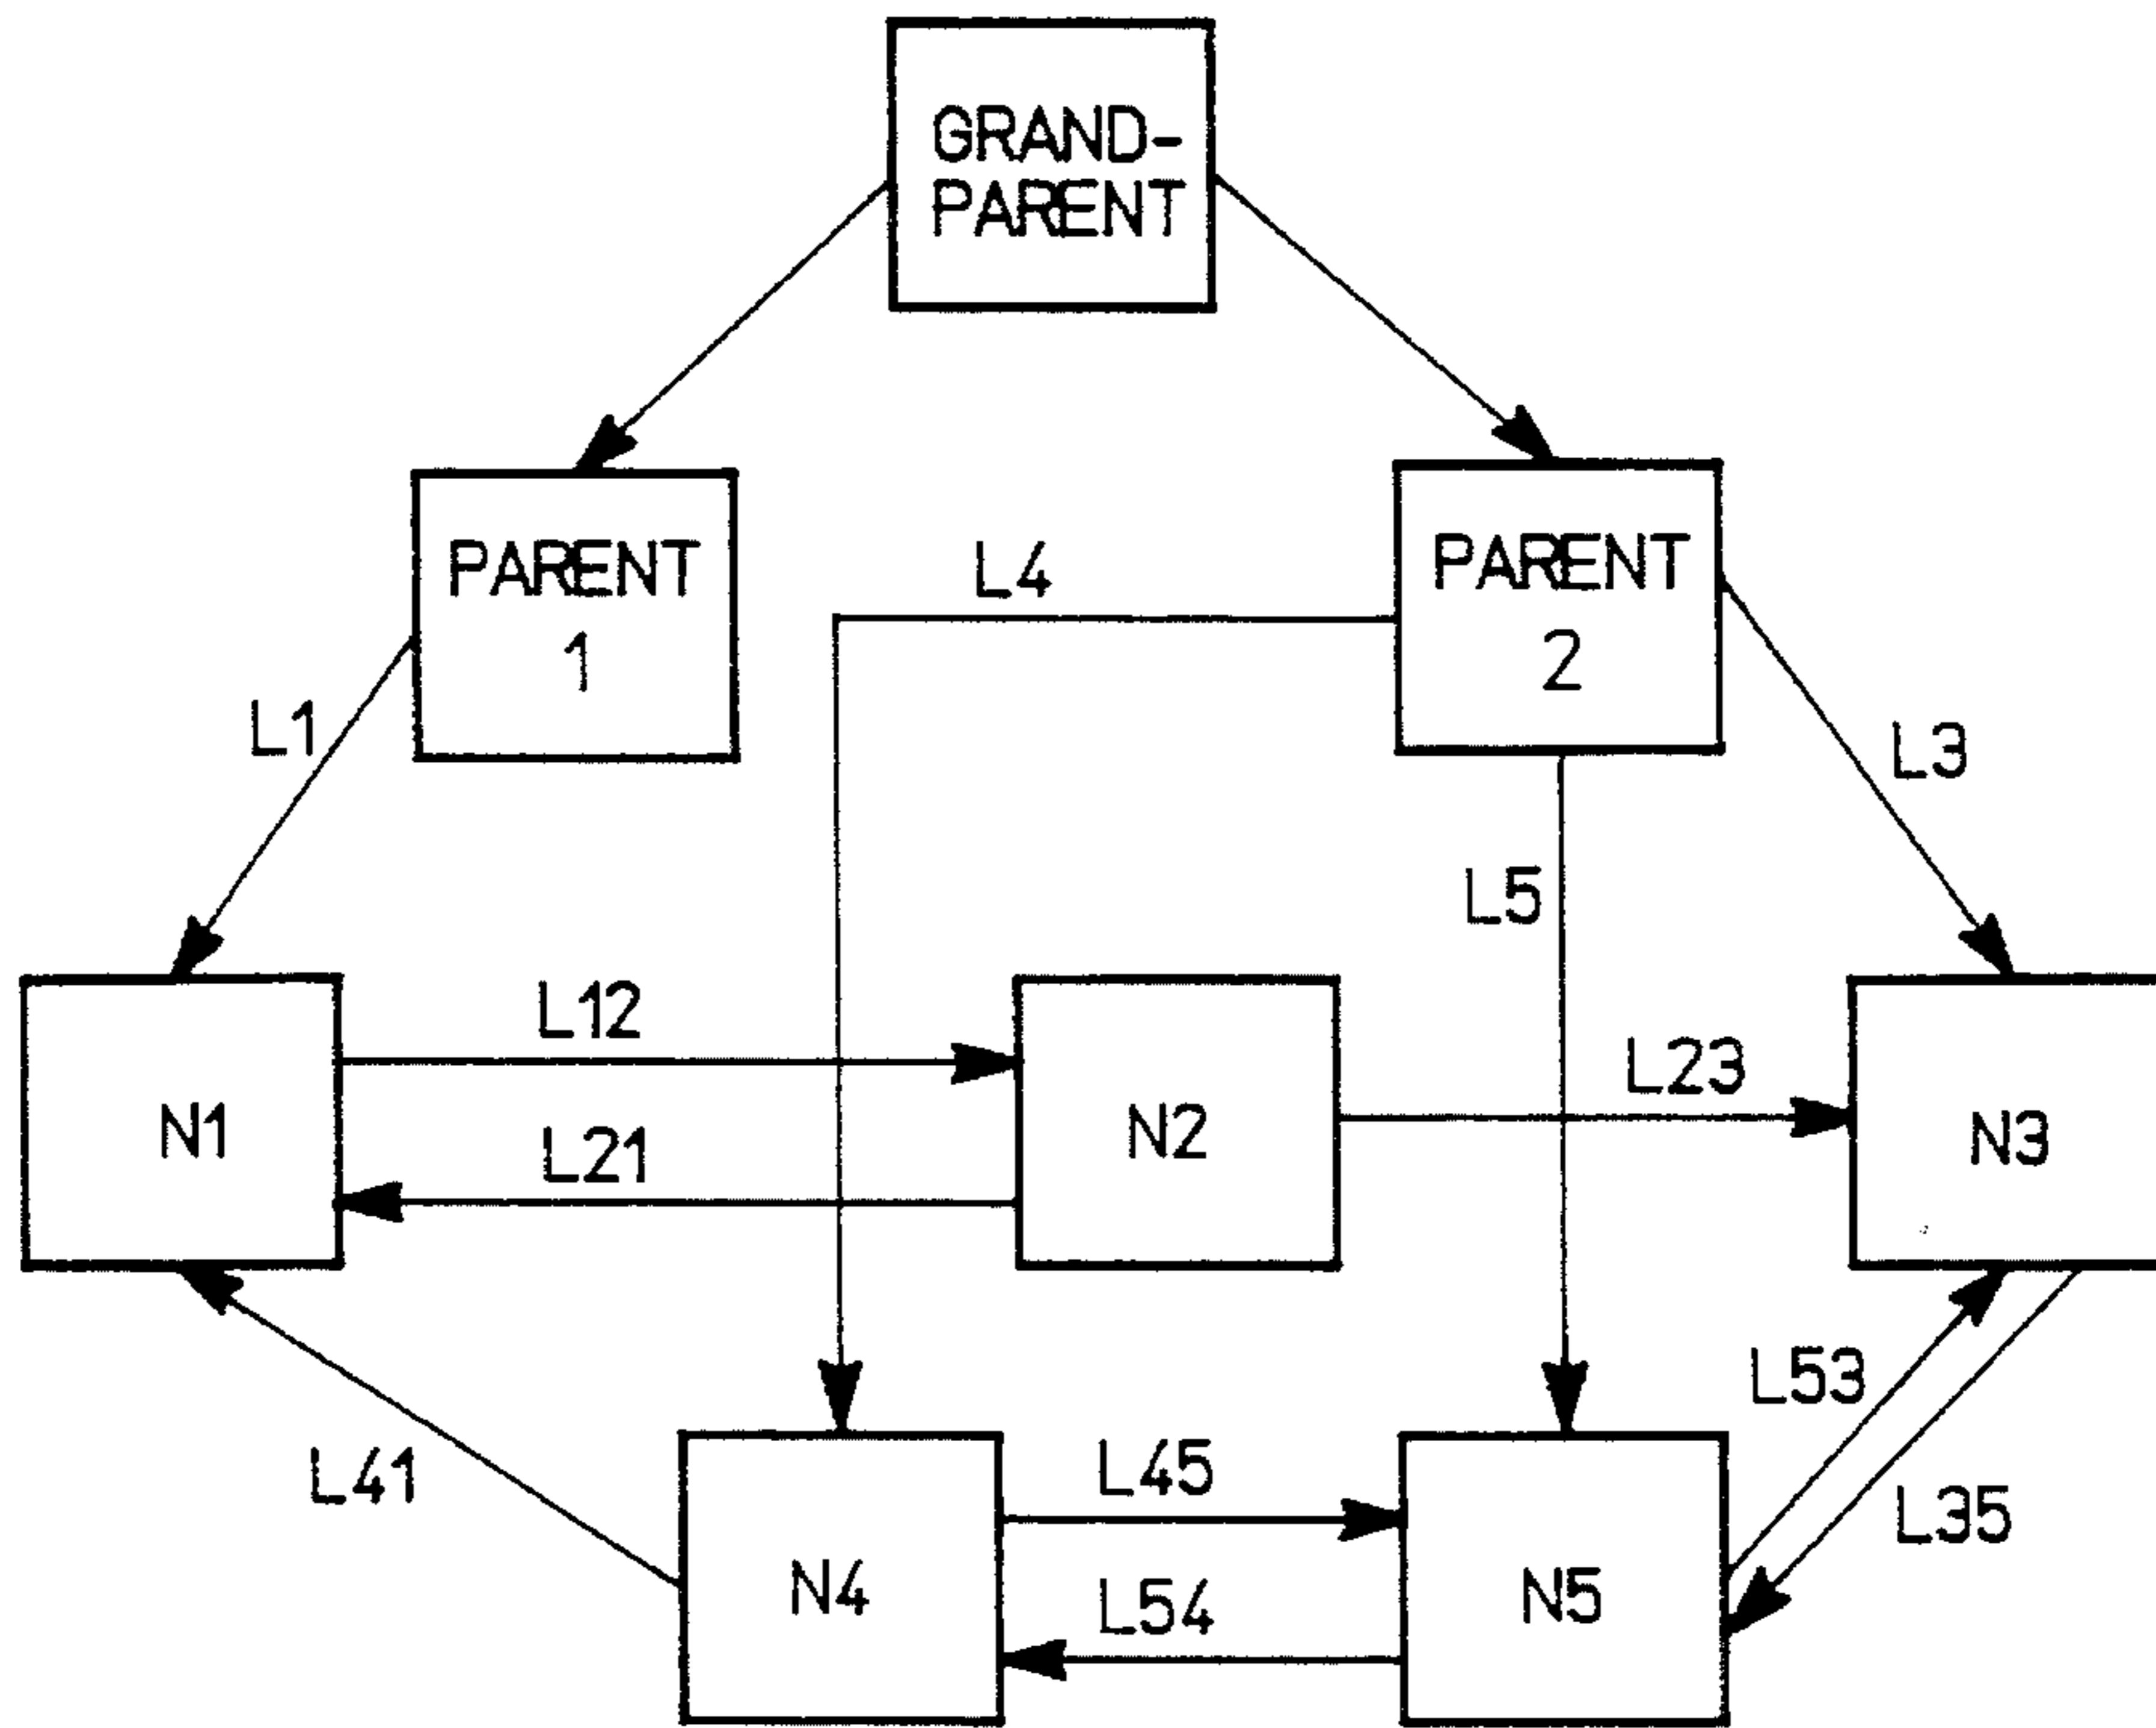 GRAND-
PARENT
PARENT
1
L4
PARENT
2
L1
L3
L5
L12
L23
N1
L21
N2
N3
L53
L41
L45
L35
N4
L54
N5